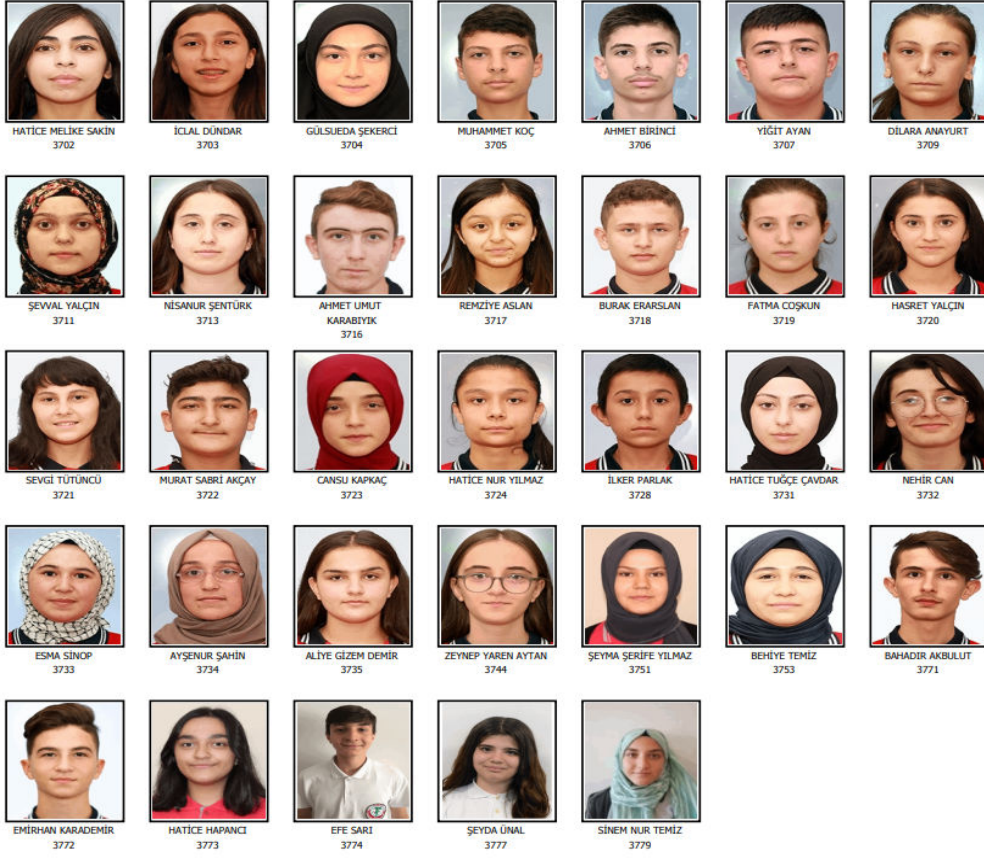 HATİCE MELİKE SAKİN
3702
İCLAL DÜNDAR
3703
GÜLSUEDA ŞEKERCİ
3704
MUHAMMET KOÇ
3705
AHMET BİRİNCİ
3706
YİĞİT AYAN
3707
DİLARA ANAYURT
3709
ŞEVVAL YALÇIN
3711
NİSANUR ŞENTÜRK
3713
AHMET UMUT
KARABIYIK
3716
REMZİYE ASLAN
3717
BURAK ERARSLAN
3718
FATMA COŞKUN
3719
HASRET YALÇIN
3720
SEVGİ TÜTÜNCÜ
3721
MURAT SABRİ AKÇAY
3722
CANSU KAPKAÇ
3723
HATİCE NUR YILMAZ
3724
İLKER PARLAK
3728
HATİCE TUĞÇE ÇAVDAR
3731
NEHİR CAN
3732
ESMA SİNOP
3733
AYŞENUR ŞAHİN
3734
ALİYE GİZEM DEMİR
3735
ZEYNEP YAREN AYTAN
3744
ŞEYMA ŞERİFE YILMAZ
3751
BEHİYE TEMİZ
3753
BAHADIR AKBULUT
3771
EMİRHAN KARADEMİR
3772
HATİCE HAPANCI
3773
EFE SARI
3774
ŞEYDA ÜNAL
3777
SİNEM NUR TEMİZ
3779